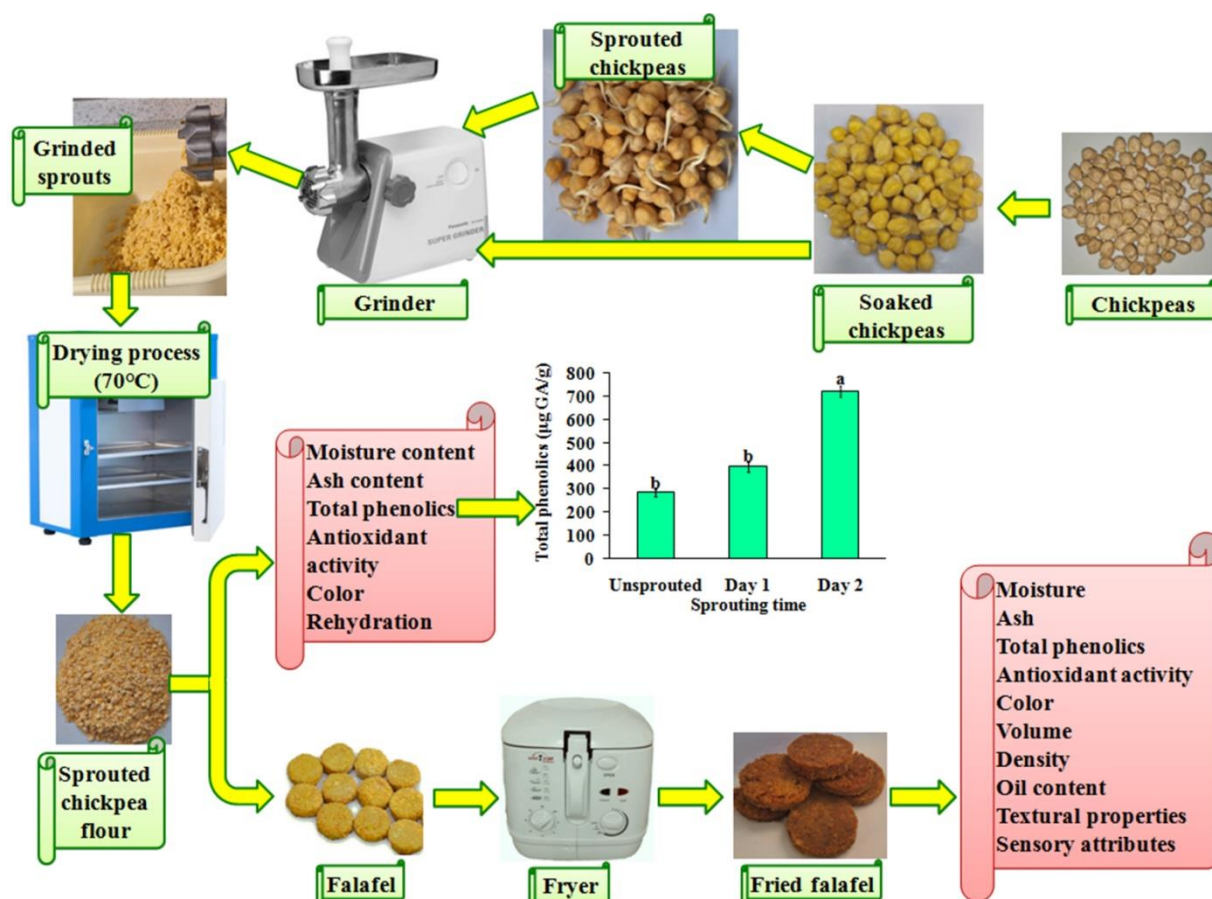 Sprouted
chickpeas
Grinded
sprouts
Panasonic
SUPER GRINDER
Grinder
Soaked
chickpeas
Chickpeas
Drying process
(70°C)
Moisture content
Ash content
Total phenolics
Antioxidant
activity
Color
Rehydration
Total phenolics (µg GA/g)
800
700
600
500
400
300
200
100
0
b
b
a
Unsprouted
Day 1
Day 2
Sprouting time
Moisture
Ash
Total phenolics
Antioxidant activity
Color
Volume
Density
Oil content
Textural properties
Sensory attributes
Sprouted
chickpea
flour
Falafel
OPEN
Fryer
Fried falafel